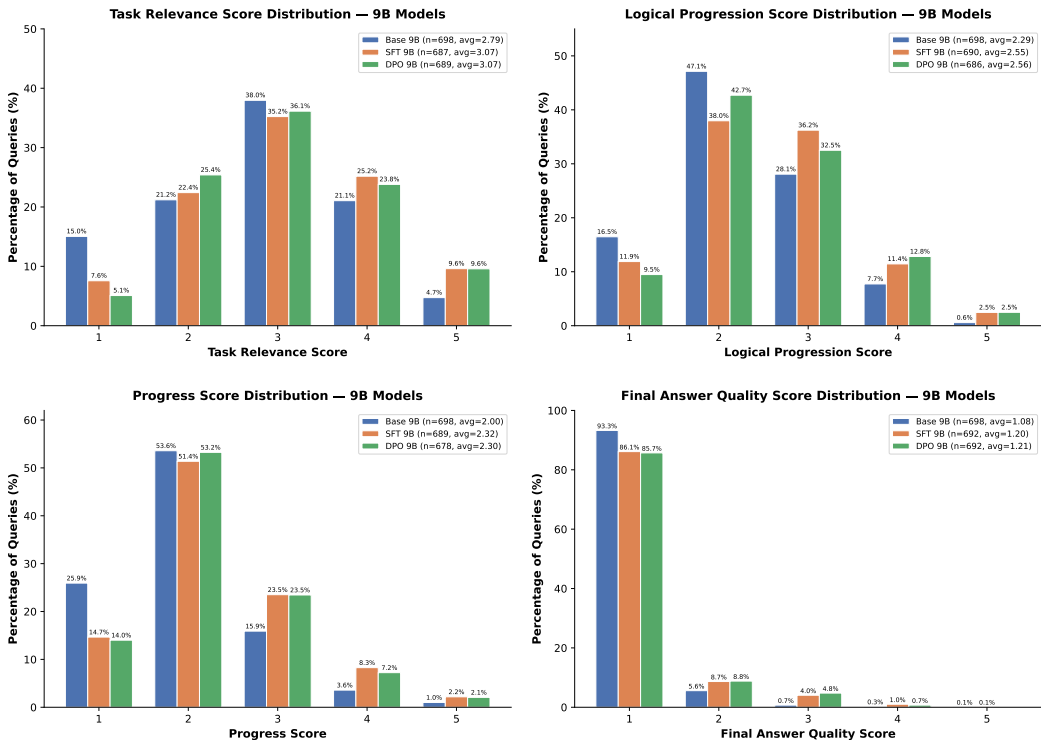 Task Relevance Score Distribution — 9B Models
Percentage of Queries (%)
50
40
30
20
10
0
Base 9B (n=698, avg=2.79)
SFT 9B (n=687, avg=3.07)
DPO 9B (n=689, avg=3.07)
15.0% 7.6% 5.1%
21.2% 22.4% 25.4%
38.0% 35.2% 36.1%
21.1% 25.2% 23.8%
4.7% 9.6% 9.6%
1 2 3 4 5
Task Relevance Score
Logical Progression Score Distribution — 9B Models
Percentage of Queries (%)
50
40
30
20
10
0
Base 9B (n=698, avg=2.29)
SFT 9B (n=690, avg=2.55)
DPO 9B (n=686, avg=2.56)
16.5% 11.9% 9.5%
47.1% 38.0% 42.7%
28.1% 36.2% 32.5%
7.7% 11.4% 12.8%
0.6% 2.5% 2.5%
1 2 3 4 5
Logical Progression Score
Progress Score Distribution — 9B Models
Percentage of Queries (%)
60
50
40
30
20
10
0
Base 9B (n=698, avg=2.00)
SFT 9B (n=689, avg=2.32)
DPO 9B (n=678, avg=2.30)
25.9% 14.7% 14.0%
53.6% 51.4% 53.2%
15.9% 23.5% 23.5%
3.6% 8.3% 7.2%
1.0% 2.2% 2.1%
1 2 3 4 5
Progress Score
Final Answer Quality Score Distribution — 9B Models
Percentage of Queries (%)
100
80
60
40
20
0
Base 9B (n=698, avg=1.08)
SFT 9B (n=692, avg=1.20)
DPO 9B (n=692, avg=1.21)
93.3% 86.1% 85.7%
5.6% 8.7% 8.8%
0.7% 4.0% 4.8%
0.3% 1.0% 0.7%
0.1% 0.1%
1 2 3 4 5
Final Answer Quality Score